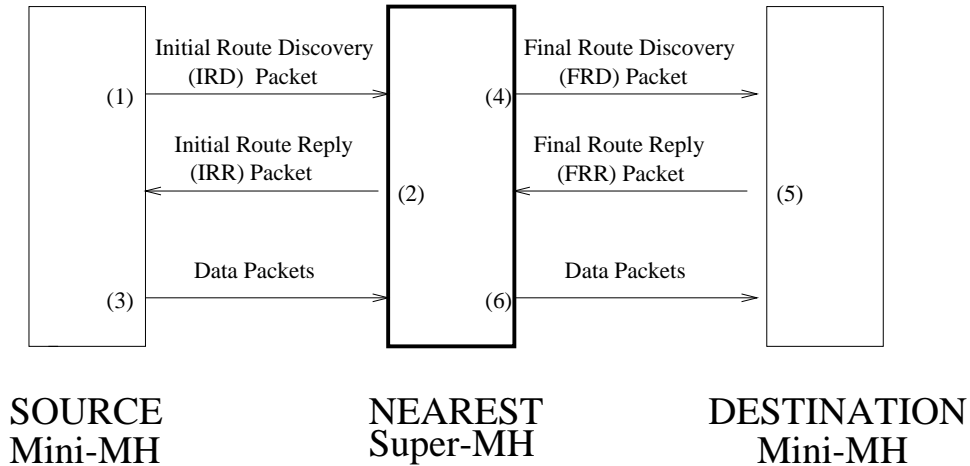 Initial Route Discovery
(IRD) Packet
(1)
Final Route Discovery
(FRD) Packet
(4)
Initial Route Reply
(IRR) Packet
(2)
Final Route Reply
(FRR) Packet
(5)
Data Packets
(3)
Data Packets
(6)
SOURCE
Mini-MH
NEAREST
Super-MH
DESTINATION
Mini-MH